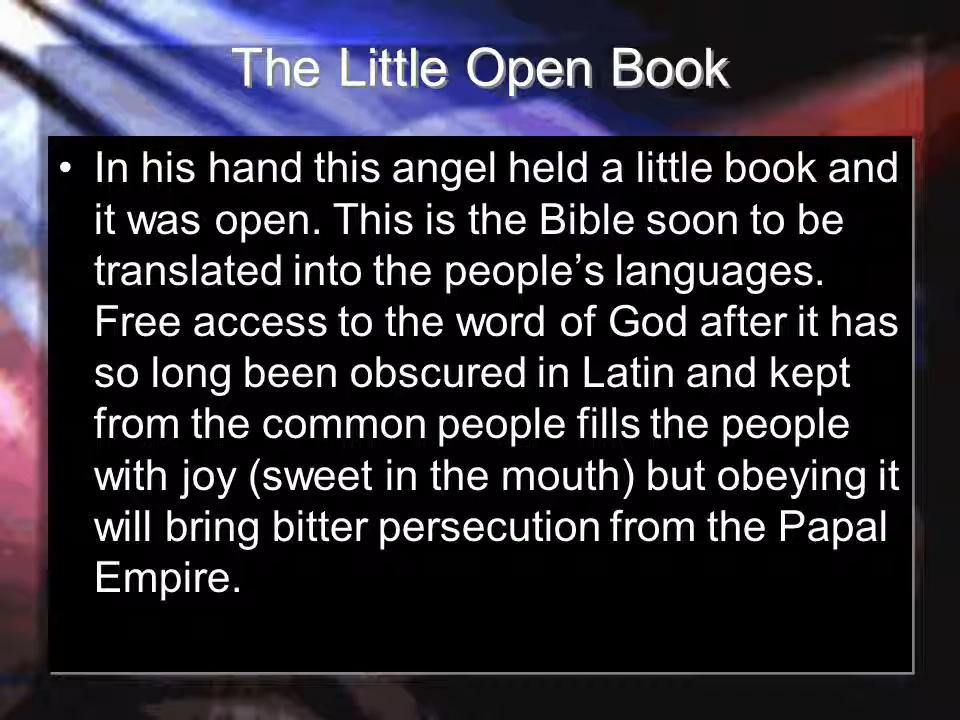 The Little Open Book
• In his hand this angel held a little book and
it was open. This is the Bible soon to be
translated into the people’s languages.
Free access to the word of God after it has
so long been obscured in Latin and kept
from the common people fills the people
with joy (sweet in the mouth) but obeying it
will bring bitter persecution from the Papal
Empire.